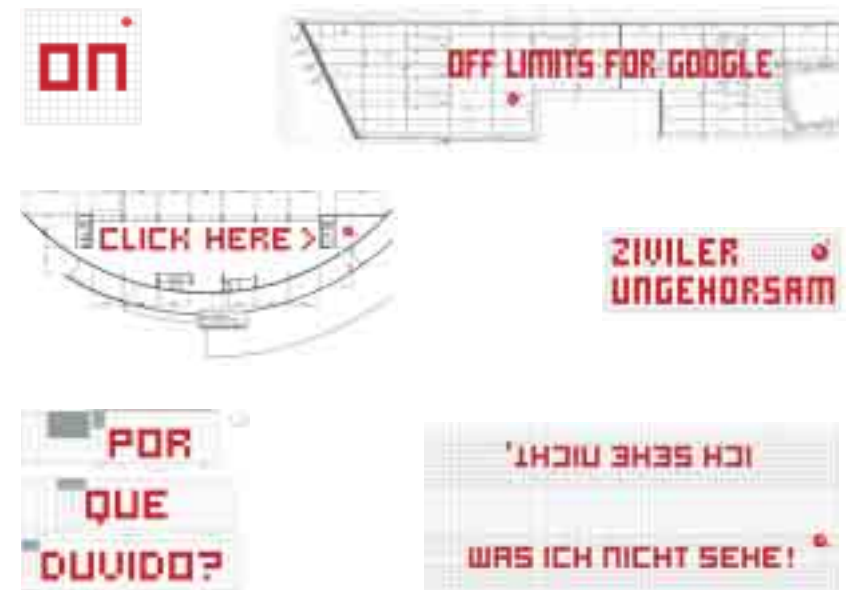 on
OFF LIMITS FOR GOOGLE
CLICK HERE >
ZIVILER
UNGEHORSAM
POR
QUE
DUVIDO?
ICH SEHE NICHT,
WAS ICH NICHT SEHE!